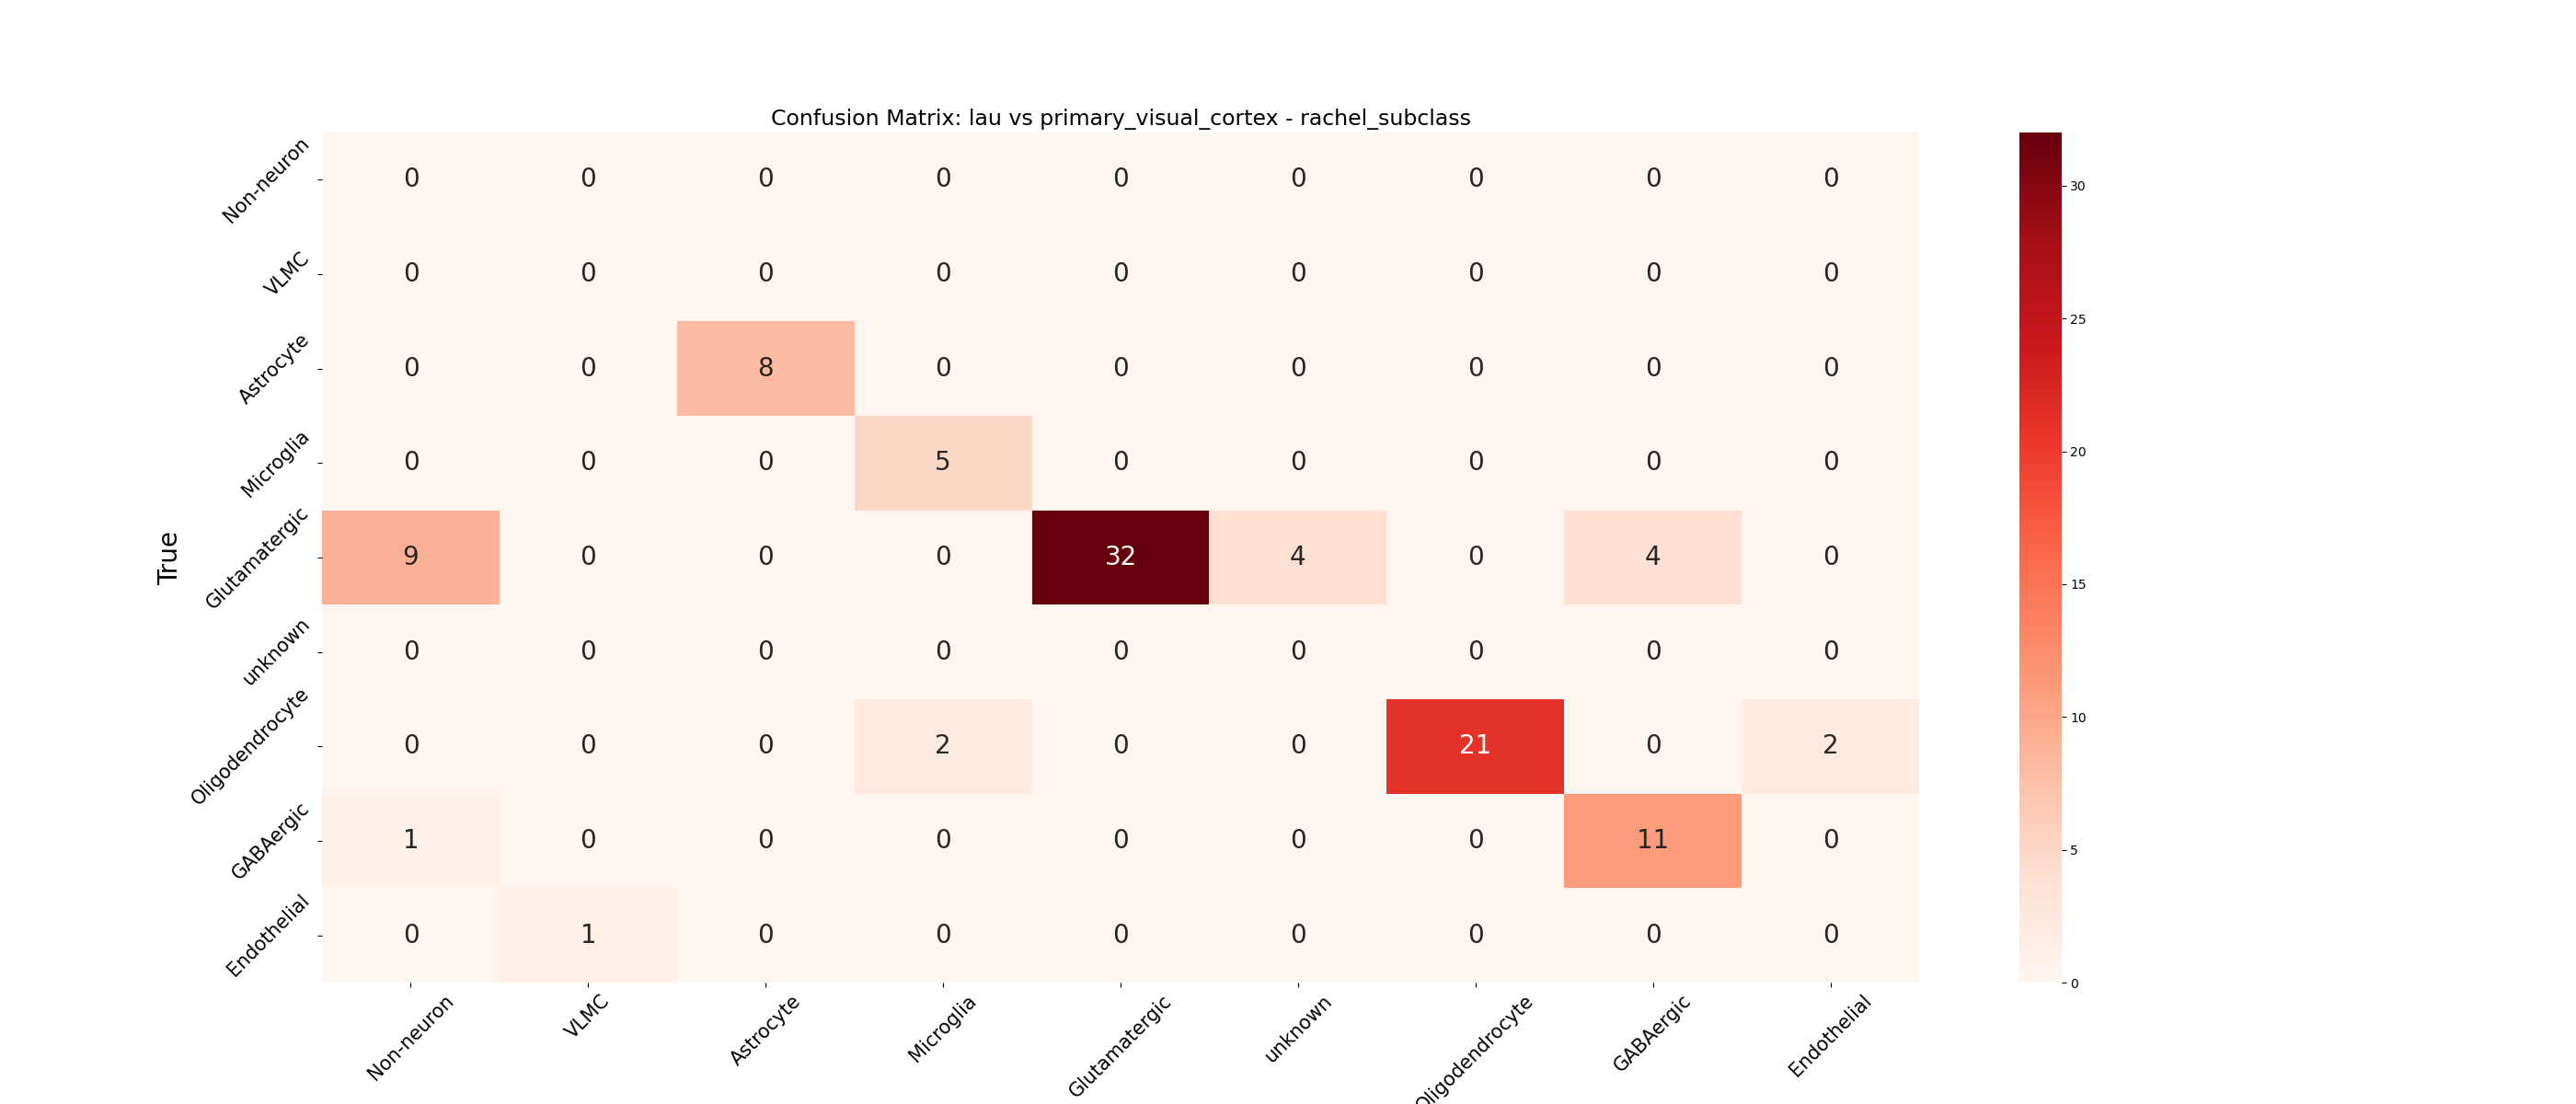 Confusion Matrix: lau vs primary_visual_cortex - rachel_subclass
True
Non-neuron 0 0 0 0 0 0 0 0 0
VLMC 0 0 0 0 0 0 0 0 0
Astrocyte 0 0 8 0 0 0 0 0 0
Microglia 0 0 0 5 0 0 0 0 0
Glutamatergic 9 0 0 0 32 4 0 4 0
unknown 0 0 0 0 0 0 0 0 0
Oligodendrocyte 0 0 0 2 0 0 21 0 2
GABAergic 1 0 0 0 0 0 0 11 0
Endothelial 0 1 0 0 0 0 0 0 0
Non-neuron VLMC Astrocyte Microglia Glutamatergic unknown Oligodendrocyte GABAergic Endothelial
30
25
20
15
10
5
0